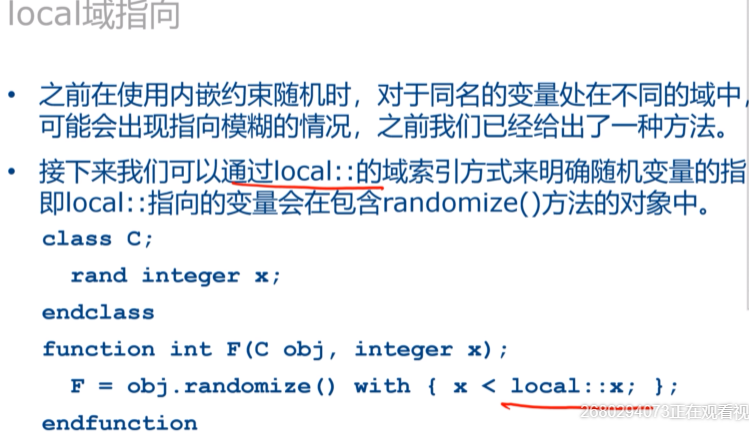 local域指向
• 之前在使用内嵌约束随机时，对于同名的变量处在不同的域中，
可能会出现指向模糊的情况，之前我们已经给出了一种方法。
• 接下来我们可以通过local::的域索引方式来明确随机变量的指
即local::指向的变量会在包含randomize()方法的对象中。
class C;
rand integer x;
endclass
function int F(C obj, integer x);
F = obj.randomize() with { x < local::x; };
endfunction
2680294073正在观看视